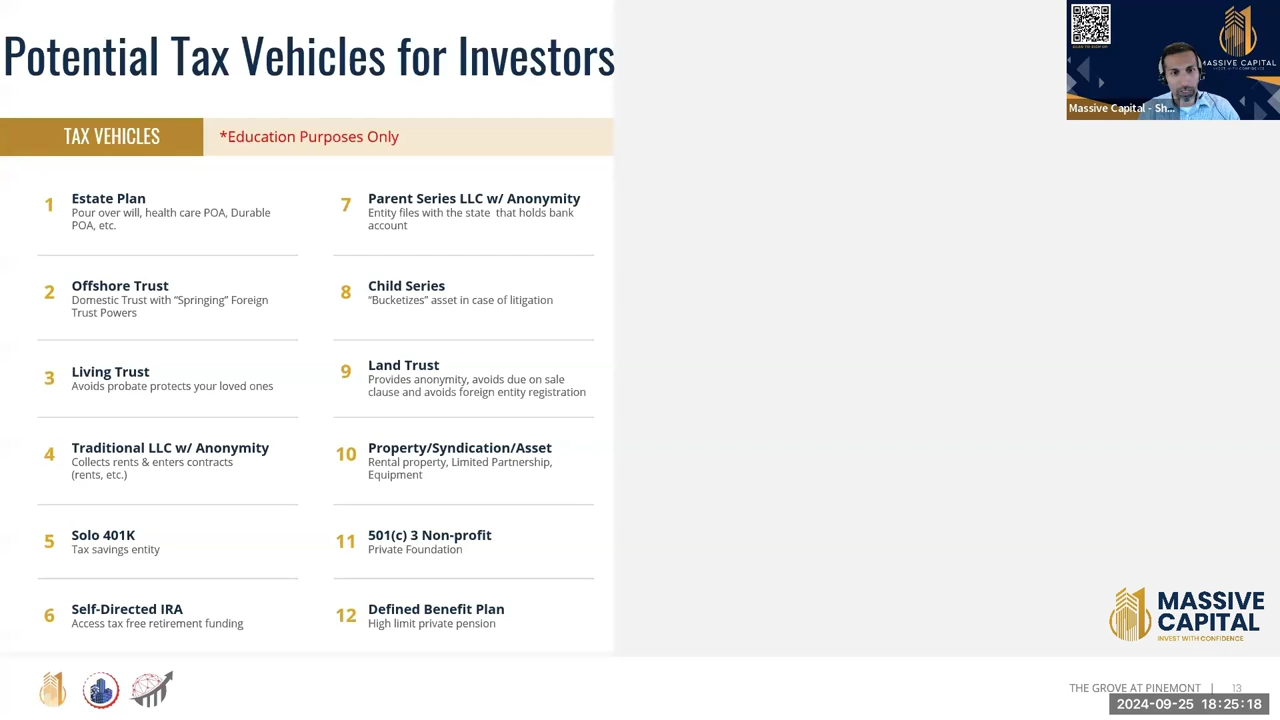 Potential Tax Vehicles for Investors
TAX VEHICLES
*Education Purposes Only
1
Estate Plan
Pour over will, health care POA, Durable
POA, etc.
2
Offshore Trust
Domestic Trust with “Springing” Foreign
Trust Powers
3
Living Trust
Avoids probate protects your loved ones
4
Traditional LLC w/ Anonymity
Collects rents & enters contracts
(rents, etc.)
5
Solo 401K
Tax savings entity
6
Self-Directed IRA
Access tax free retirement funding
7
Parent Series LLC w/ Anonymity
Entity files with the state that holds bank
account
8
Child Series
“Bucketizes” asset in case of litigation
9
Land Trust
Provides anonymity, avoids due on sale
clause and avoids foreign entity registration
10
Property/Syndication/Asset
Rental property, Limited Partnership,
Equipment
11
501(c) 3 Non-profit
Private Foundation
12
Defined Benefit Plan
High limit private pension
SCAN TO SIGN UP
MASSIVE CAPITAL
INVEST WITH CONFIDENCE
Massive Capital - Sh...
MASSIVE
CAPITAL
INVEST WITH CONFIDENCE
THE GROVE AT PINEMONT | 13
2024-09-25 18:25:18